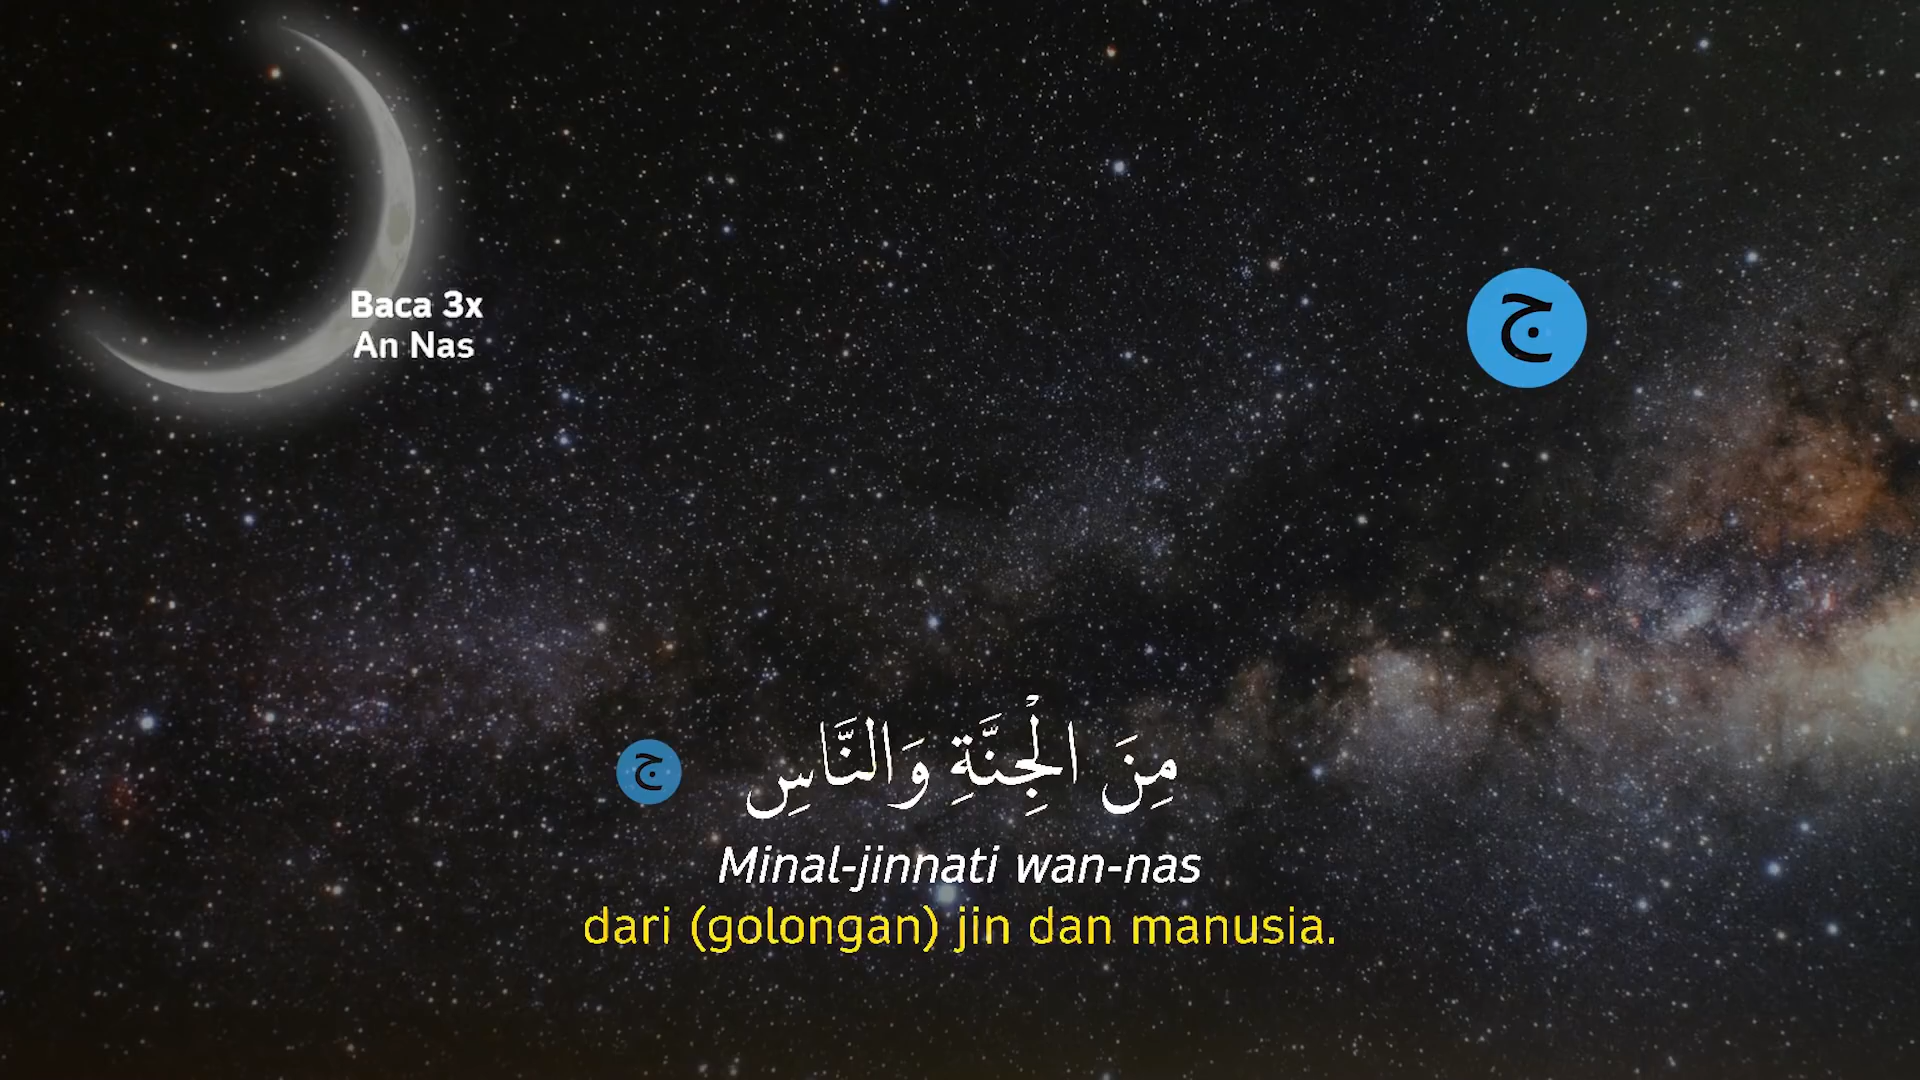 Baca 3x
An Nas
ج
مِنَ الْجِنَّةِ وَالنَّاسِ ج
Minal-jinnati wan-nas
dari (golongan) jin dan manusia.